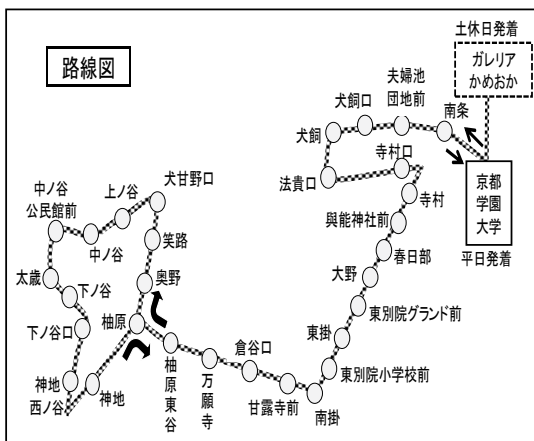 路線図
土休日発着
ガレリア
かめおか
京都
学園
大学
平日発着
南条
夫婦池
団地前
犬飼口
犬飼
法貴口
寺村口
寺村
與能神社前
春日部
大野
東別院グランド前
東掛
東別院小学校前
南掛
甘露寺前
倉谷口
万願寺
柚原東谷
柚原
奥野
笑路
犬甘野口
上ノ谷
中ノ谷
中ノ谷
公民館前
太歳
下ノ谷
下ノ谷口
神地
西ノ谷
神地